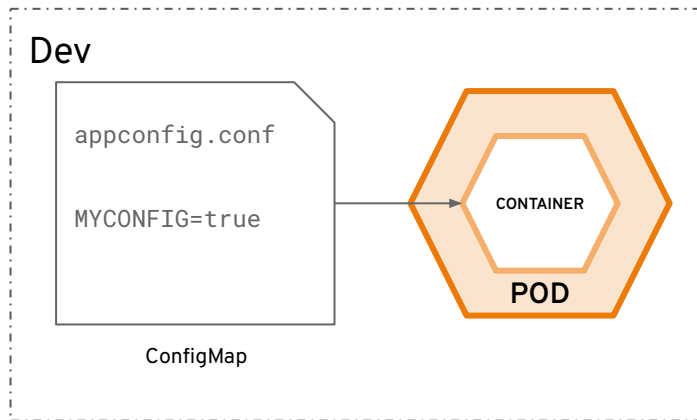 Dev
appconfig.conf
MYCONFIG=true
ConfigMap
CONTAINER
POD